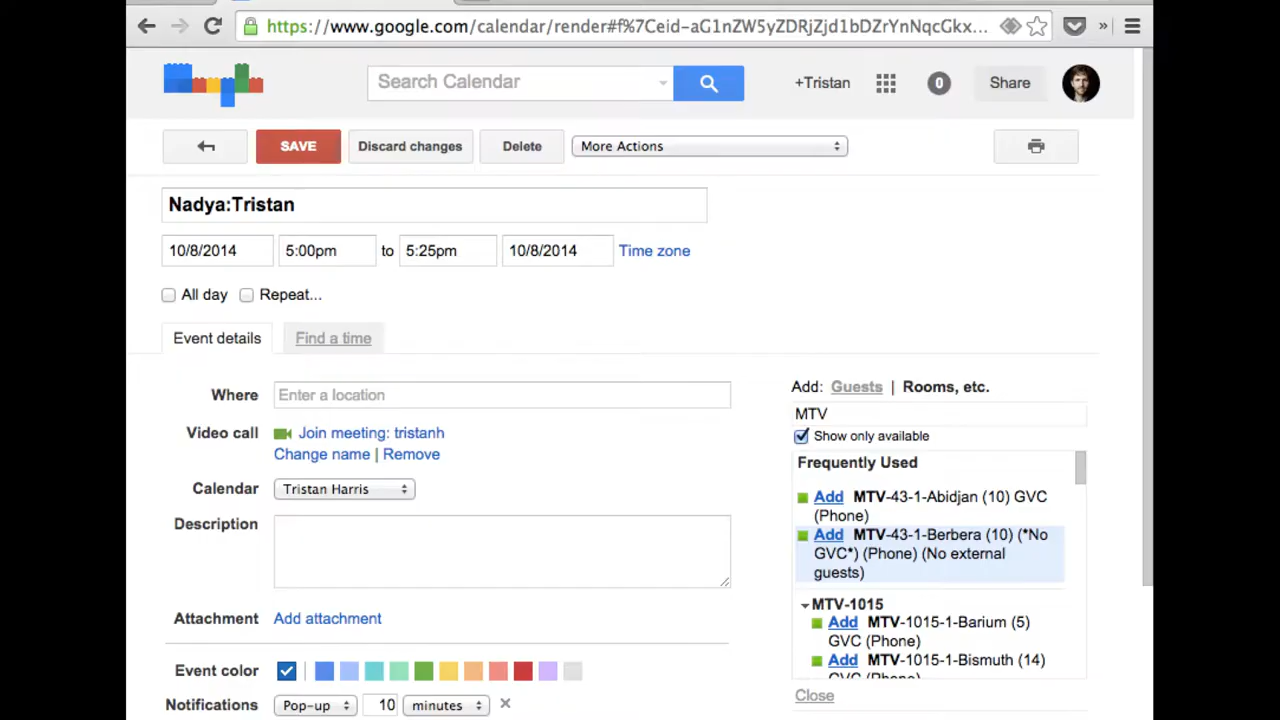 https://www.google.com/calendar/render#f%7Ceid-aG1nZW5yZDRjZjd1bDZrYnNqcGkx...
»
Search Calendar
+Tristan
0
Share
SAVE
Discard changes
Delete
More Actions
Nadya:Tristan
10/8/2014
5:00pm
to
5:25pm
10/8/2014
Time zone
All day
Repeat...
Event details
Find a time
Where
Enter a location
Video call
Join meeting: tristanh
Change name | Remove
Calendar
Tristan Harris
Description
Attachment
Add attachment
Event color
Notifications
Pop-up
10
minutes
Add: Guests | Rooms, etc.
MTV
Show only available
Frequently Used
Add MTV-43-1-Abidjan (10) GVC
(Phone)
Add MTV-43-1-Berbera (10) (*No
GVC*) (Phone) (No external
guests)
MTV-1015
Add MTV-1015-1-Barium (5)
GVC (Phone)
Add MTV-1015-1-Bismuth (14)
GVC (Phone)
Close